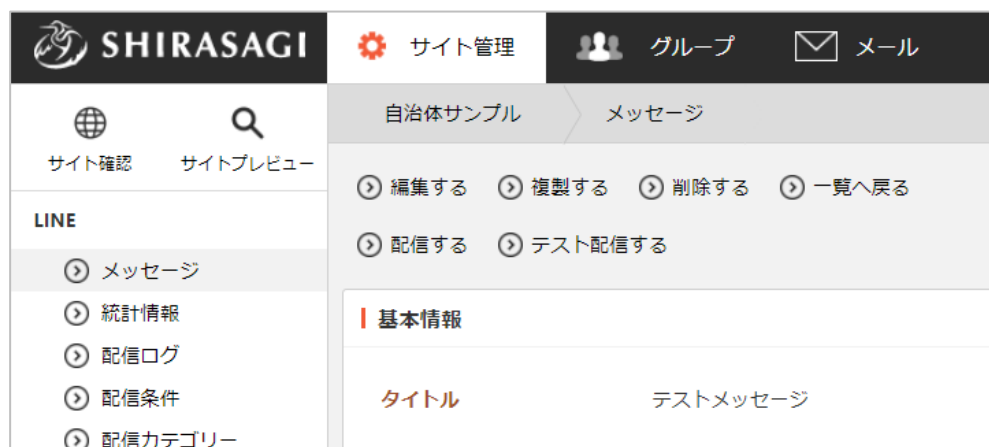 SHIRASAGI サイト管理 グループ メール
サイト確認 サイトプレビュー
自治体サンプル メッセージ
編集する 複製する 削除する 一覧へ戻る
配信する テスト配信する
LINE
メッセージ
統計情報
配信ログ
配信条件
配信カテゴリー
基本情報
タイトル テストメッセージ